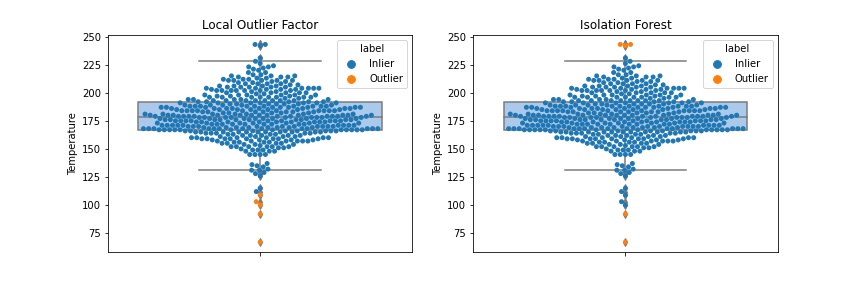 Local Outlier Factor
250
225
200
175
150
125
100
75
Temperature
label
Inlier
Outlier
Isolation Forest
250
225
200
175
150
125
100
75
Temperature
label
Inlier
Outlier